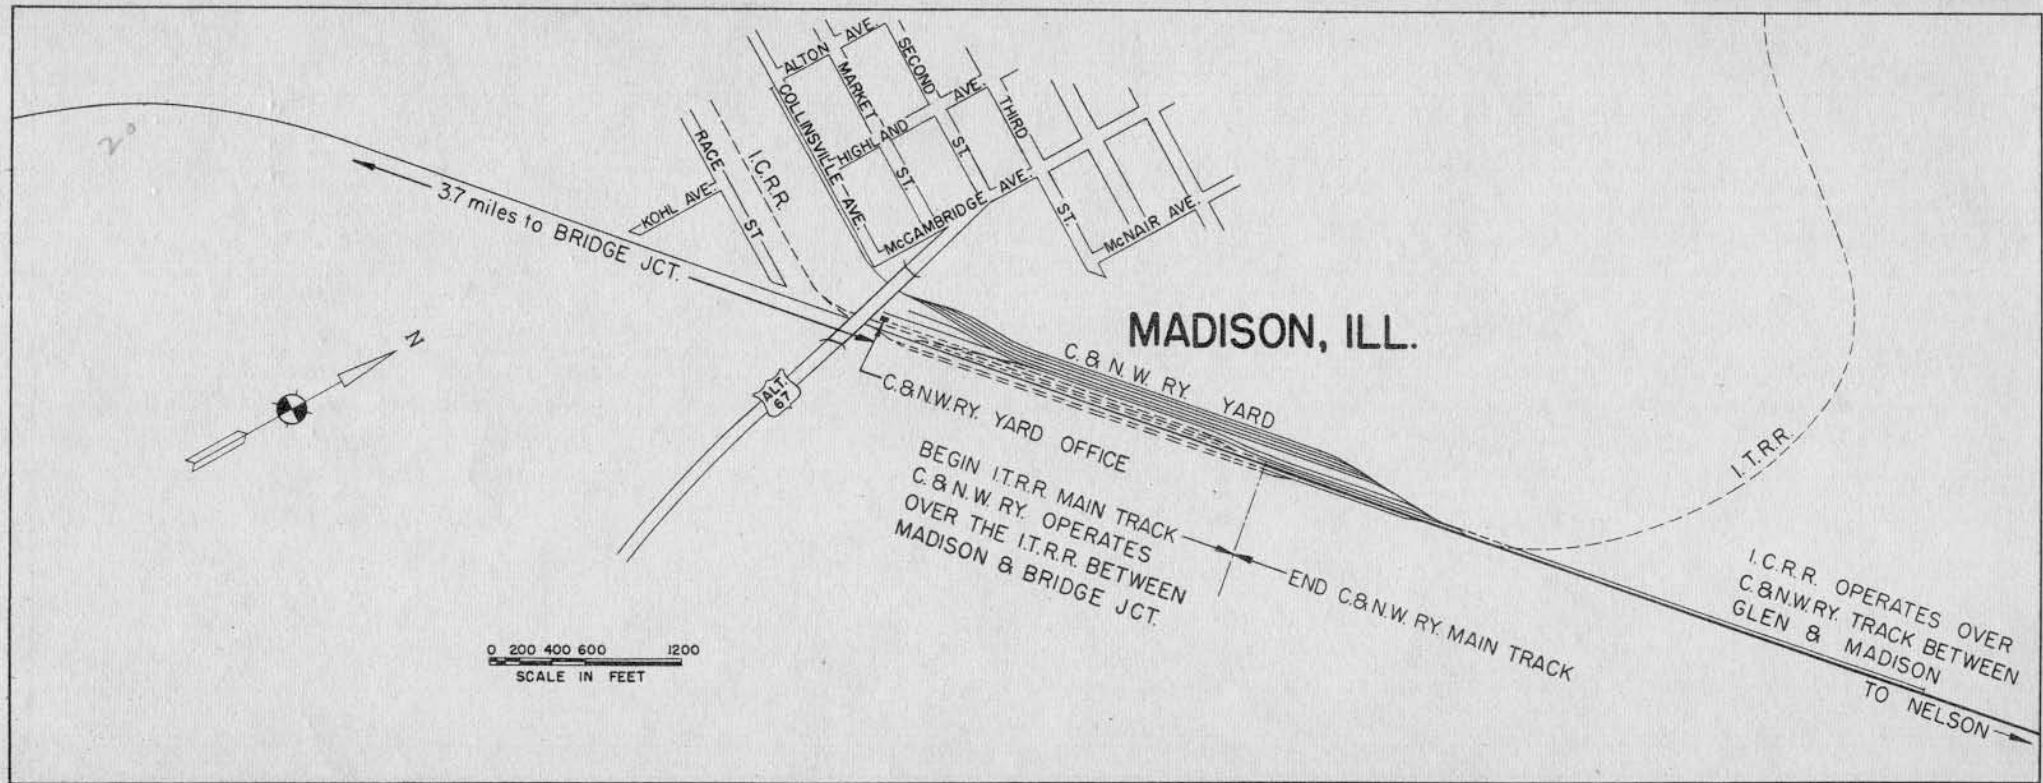 ALTON AVE.
SECOND ST.
MARKET ST.
COLLINSVILLE AVE.
HIGHLAND AVE.
THIRD ST.
I.C.R.R.
RACE ST
KOHL AVE.
McCAMBRIDGE AVE.
McNAIR AVE.
2°
3.7 miles to BRIDGE JCT.
N
ALT.
67
MADISON, ILL.
C. & N. W. RY. YARD
C.&N.W.RY. YARD OFFICE
BEGIN I.T.R.R. MAIN TRACK
C. & N. W. RY. OPERATES
OVER THE I.T.R.R. BETWEEN
MADISON & BRIDGE JCT.
END C.&N.W. RY. MAIN TRACK
I.T.R.R.
I.C.R.R. OPERATES OVER
C.&N.W.RY. TRACK BETWEEN
GLEN & MADISON
TO NELSON
0 200 400 600 1200
SCALE IN FEET